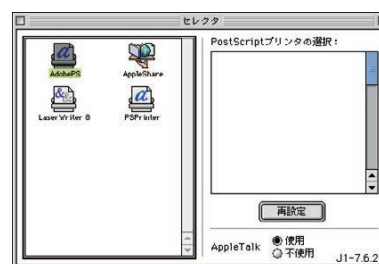 セレクタ
AdobePS
AppleShare
LaserWriter 8
PSPrinter
PostScriptプリンタの選択：
再設定
AppleTalk
使用
不使用
J1-7.6.2